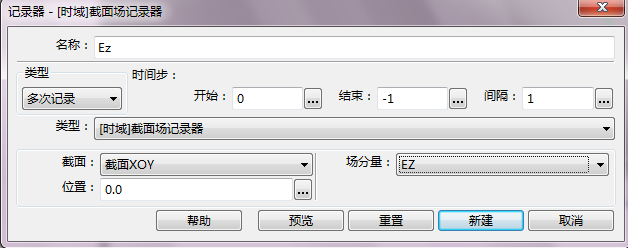 记录器 - [时域]截面场记录器
名称： Ez
类型 时间步：
多次记录 开始： 0 ... 结束： -1 ... 间隔： 1 ...
类型： [时域]截面场记录器
截面： 截面XOY 场分量： EZ
位置： 0.0 ...
帮助 预览 重置 新建 取消